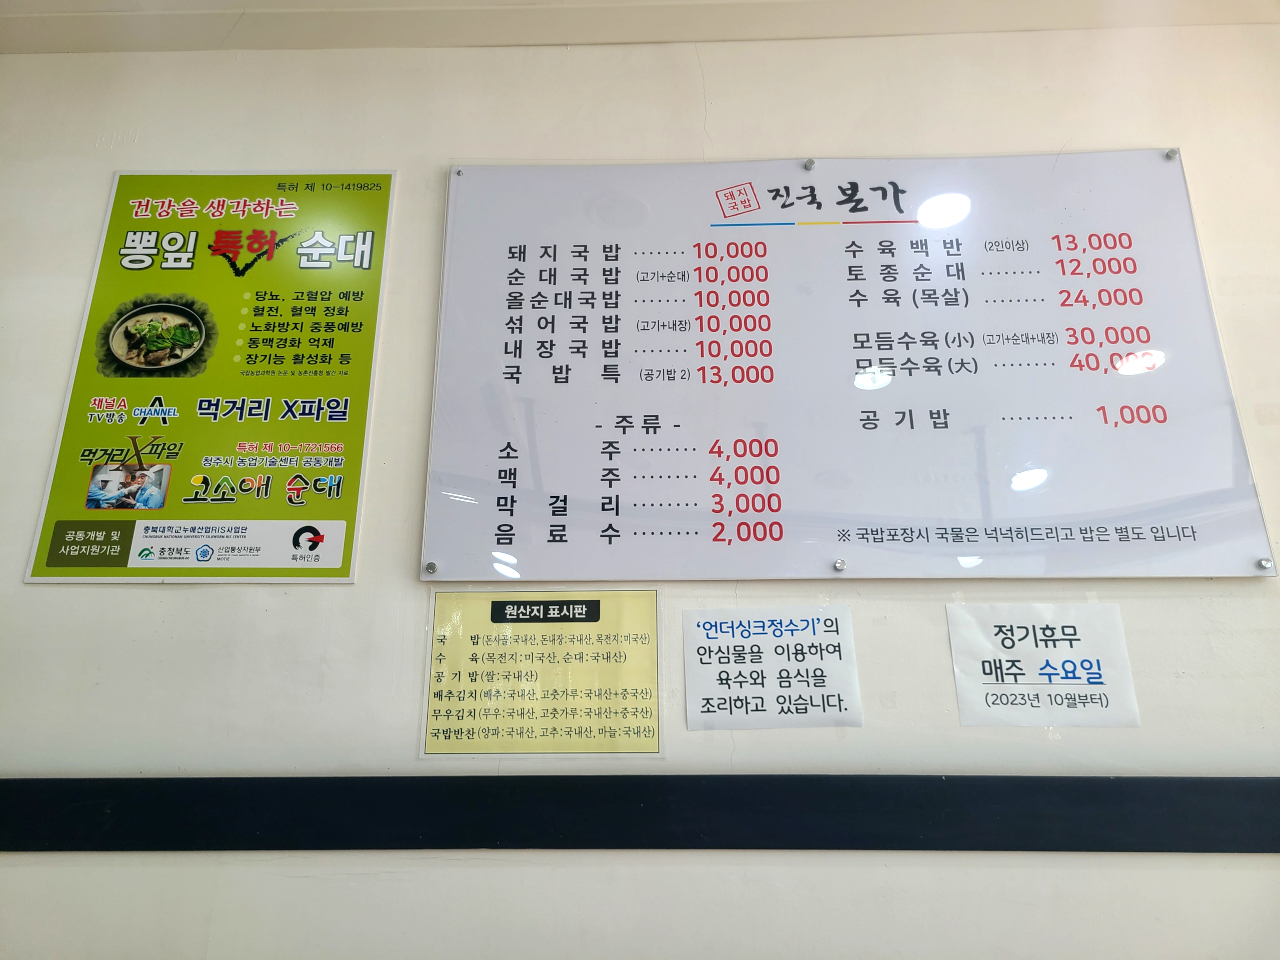 특허 제 10-1419825
건강을 생각하는
뽕잎 특허 순대
당뇨, 고혈압 예방
혈전, 혈액 정화
노화방지 중풍예방
동맥경화 억제
장기능 활성화 등
채널A
TV방송
CHANNEL A
먹거리 X파일
먹거리X파일
특허 제 10-1721566
청주시 농업기술센터 공동개발
고소애 순대
공동개발 및
사업지원기관
충북대학교누에산업RIS사업단
충청북도
산업통상자원부
특허인증
돼지
국밥
진국 본가
돼지국밥 ······· 10,000
순대국밥 (고기+순대) 10,000
올순대국밥 ······· 10,000
섞어국밥 (고기+내장) 10,000
내장국밥 ······· 10,000
국밥특 (공기밥 2) 13,000
- 주류 -
소주 ········ 4,000
맥주 ········ 4,000
막걸리 ········ 3,000
음료수 ········ 2,000
수육백반 (2인이상) 13,000
토종순대 ········ 12,000
수육(목살) ········ 24,000
모듬수육(小) (고기+순대+내장) 30,000
모듬수육(大) ········ 40,000
공기밥 ········· 1,000
※ 국밥포장시 국물은 넉넉히드리고 밥은 별도 입니다
원산지 표시판
국밥(돈사골:국내산, 돈내장:국내산, 목전지:미국산)
수육(목전지:미국산, 순대:국내산)
공기밥(쌀:국내산)
배추김치(배추:국내산, 고춧가루:국내산+중국산)
무우김치(무우:국내산, 고춧가루:국내산+중국산)
국밥반찬(양파:국내산, 고추:국내산, 마늘:국내산)
'언더싱크정수기'의
안심물을 이용하여
육수와 음식을
조리하고 있습니다.
정기휴무
매주 수요일
(2023년 10월부터)